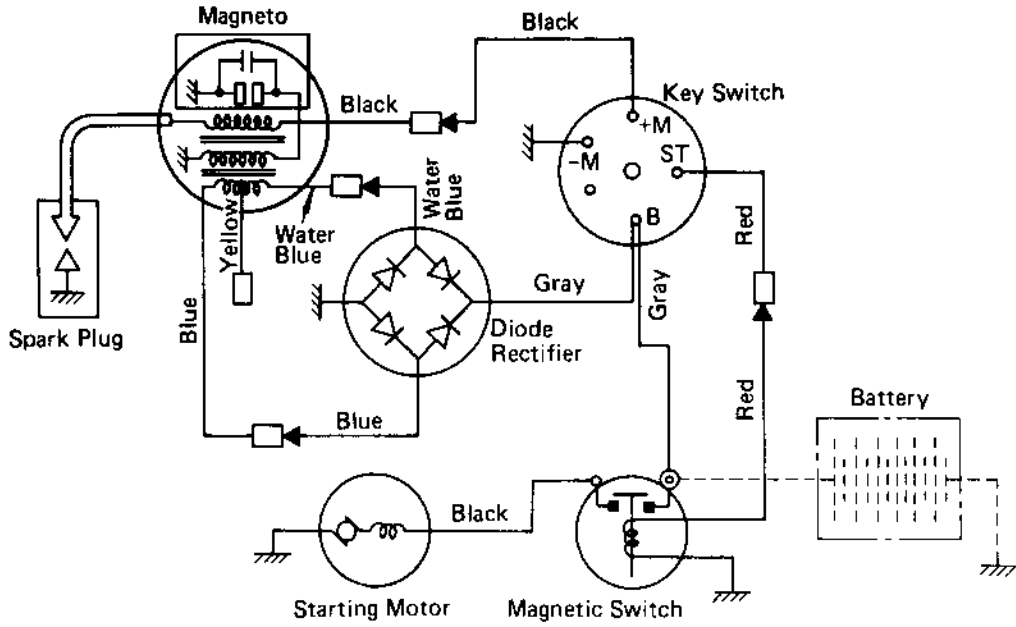 Magneto
Black
Black
Key Switch
+M
-M
ST
B
Water
Blue
Yellow
Water
Blue
Red
Gray
Gray
Blue
Spark Plug
Diode
Rectifier
Red
Battery
Blue
Black
Starting Motor
Magnetic Switch